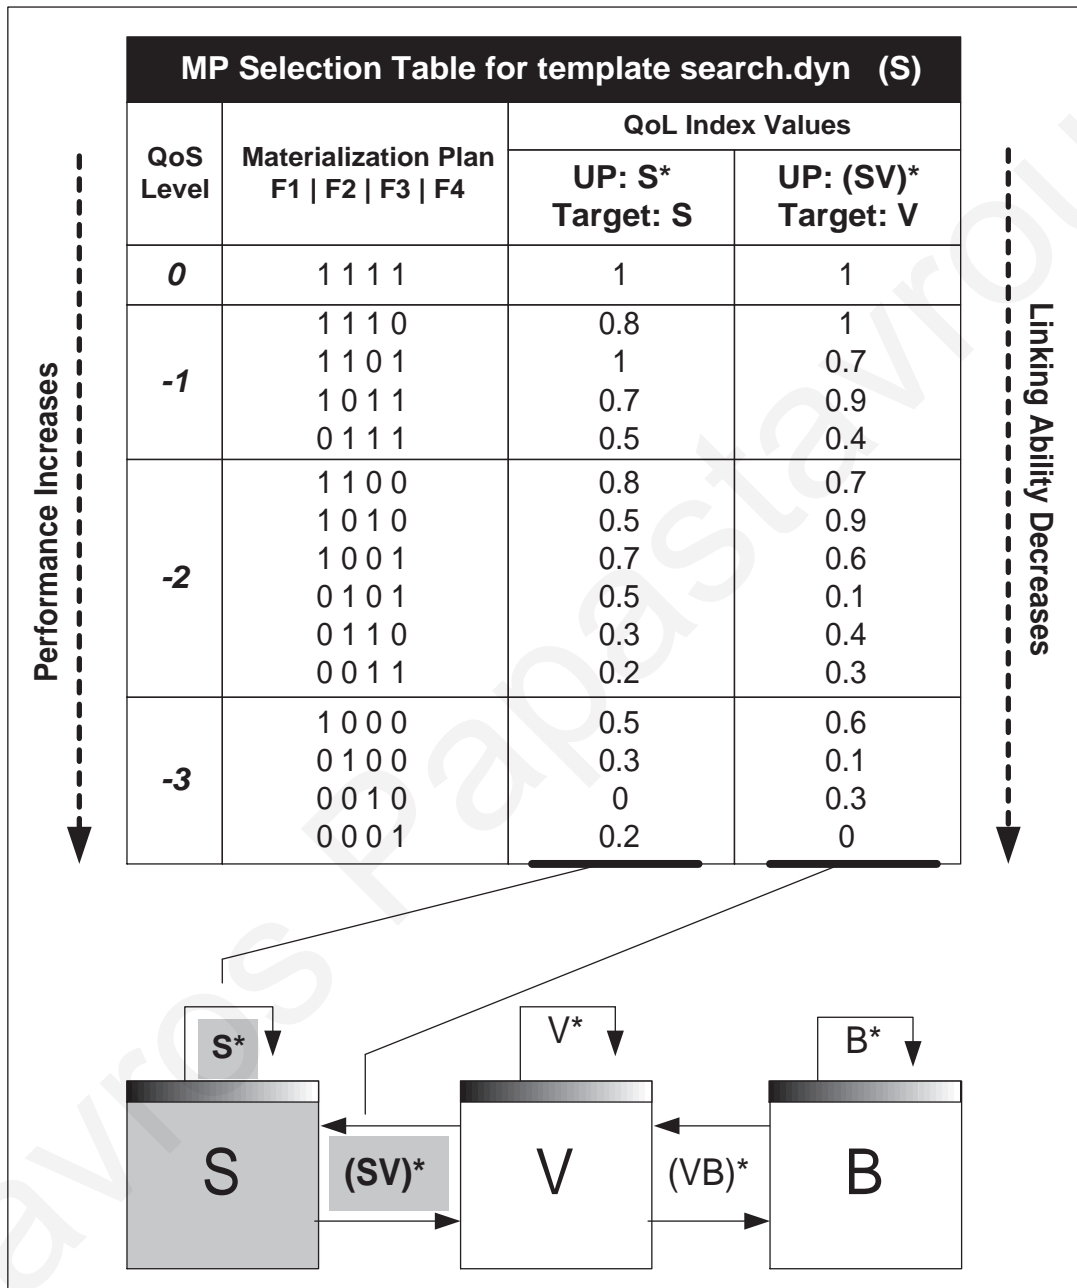 MP Selection Table for template search.dyn (S)
QoS Level
Materialization Plan
F1 | F2 | F3 | F4
QoL Index Values
UP: S*
Target: S
UP: (SV)*
Target: V
0
1 1 1 1 1 1
-1
1 1 1 0 0.8 1
1 1 0 1 1 0.7
1 0 1 1 0.7 0.9
0 1 1 1 0.5 0.4
-2
1 1 0 0 0.8 0.7
1 0 1 0 0.5 0.9
1 0 0 1 0.7 0.6
0 1 0 1 0.5 0.1
0 1 1 0 0.3 0.4
0 0 1 1 0.2 0.3
-3
1 0 0 0 0.5 0.6
0 1 0 0 0.3 0.1
0 0 1 0 0 0.3
0 0 0 1 0.2 0
Performance Increases
Linking Ability Decreases
S*
V*
B*
S
(SV)*
V
(VB)*
B
avros Papastavrou